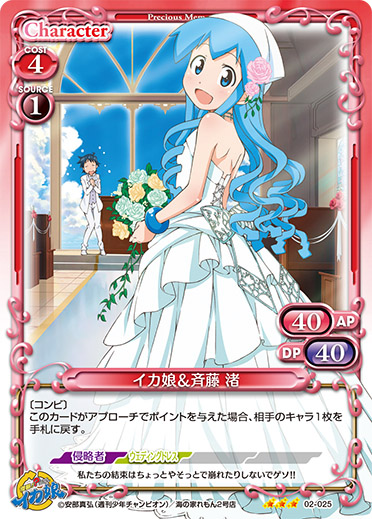 Precious Mem
Character
COST
4
SOURCE
1
40 AP
DP 40
イカ娘&斉藤 渚
〔コンビ〕
このカードがアプローチでポイントを与えた場合、相手のキャラ1枚を
手札に戻す。
侵略者 ウェディングドレス
私たちの結束はちょっとやそっとで崩れたりしないでゲソ!!
©安部真弘(週刊少年チャンピオン)/海の家れもん2号店
02-025